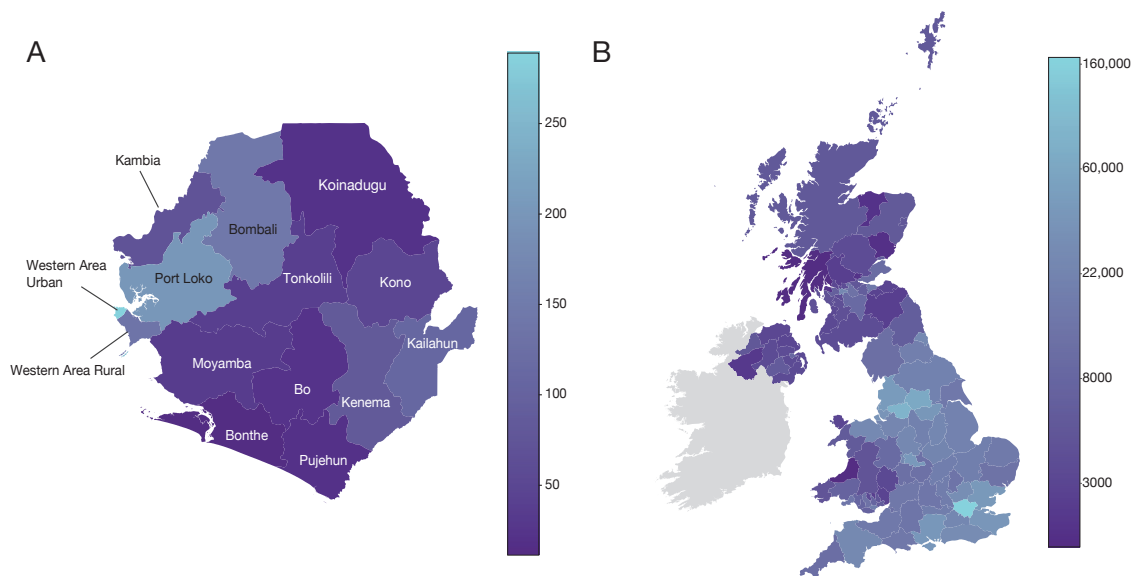 A
Kambia
Koinadugu
Bombali
Western Area
Urban
Port Loko
Tonkolili
Kono
Western Area Rural
Moyamba
Kailahun
Bo
Kenema
Bonthe
Pujehun
250
200
150
100
50
B
160,000
60,000
22,000
8000
3000